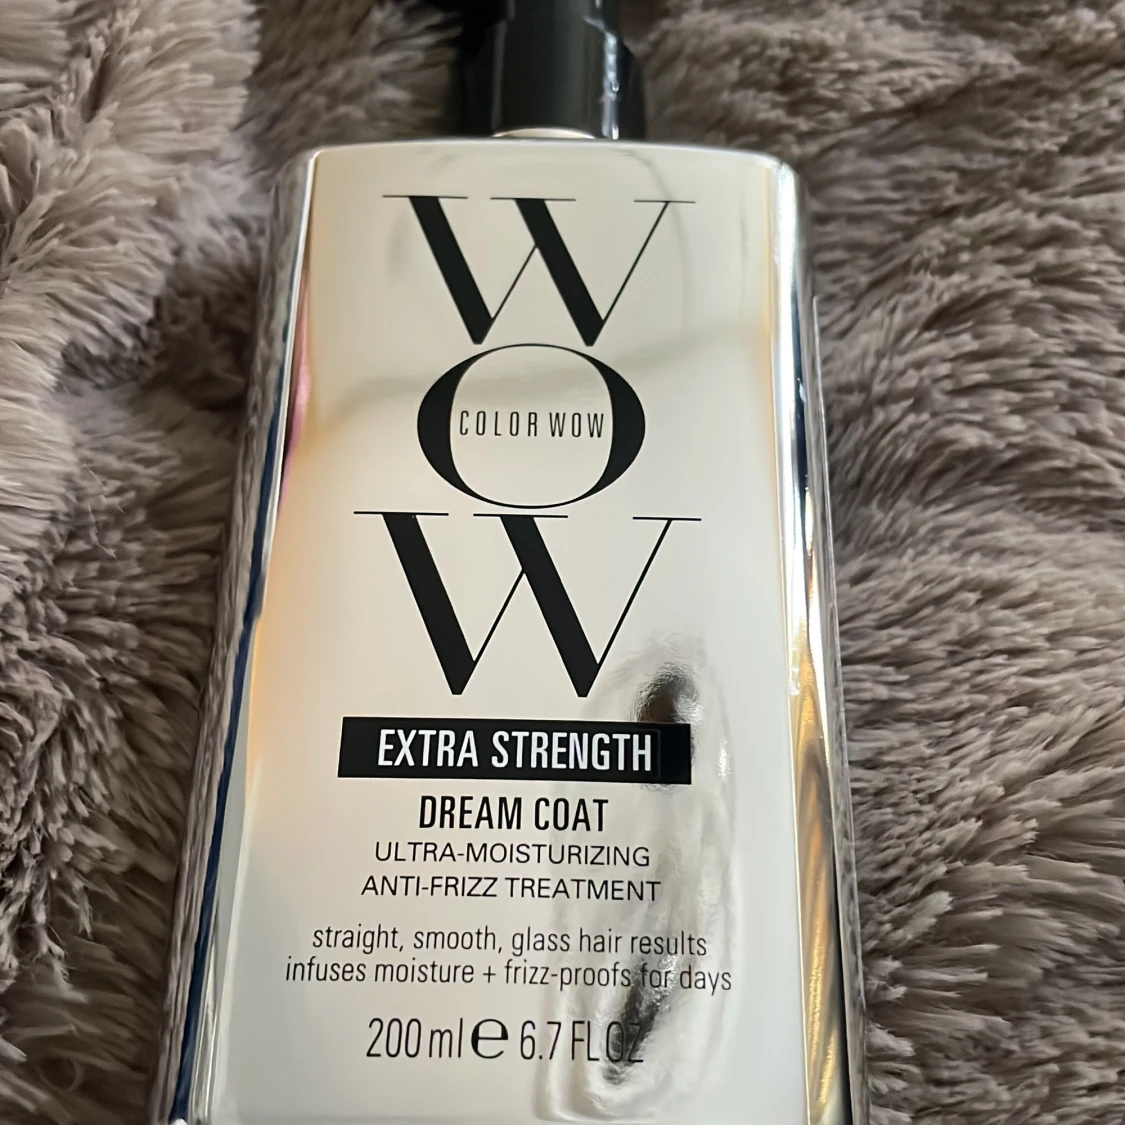 W
O
COLOR WOW
W
EXTRA STRENGTH
DREAM COAT
ULTRA-MOISTURIZING
ANTI-FRIZZ TREATMENT
straight, smooth, glass hair results
infuses moisture + frizz-proofs for days
200 ml e 6.7 FL OZ